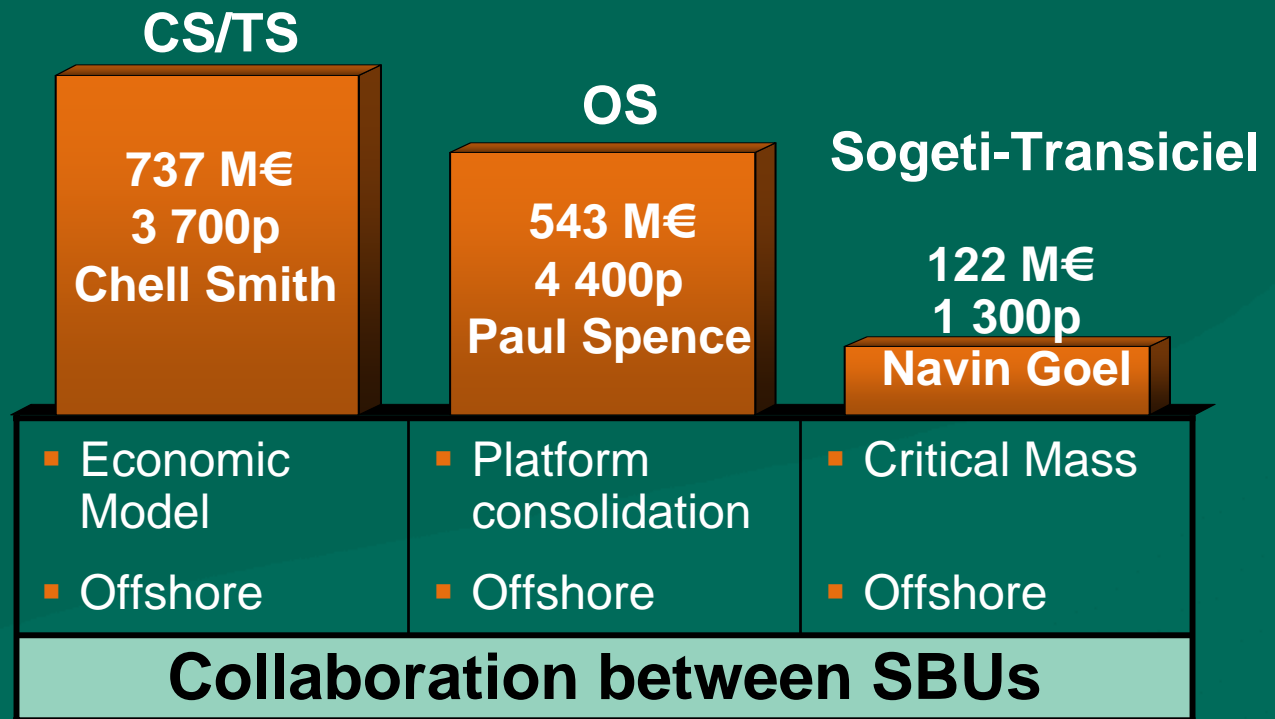 CS/TS
737 M€
3 700p
Chell Smith
OS
543 M€
4 400p
Paul Spence
Sogeti-Transiciel
122 M€
1 300p
Navin Goel
▪ Economic
Model
▪ Offshore
▪ Platform
consolidation
▪ Offshore
▪ Critical Mass
▪ Offshore
Collaboration between SBUs